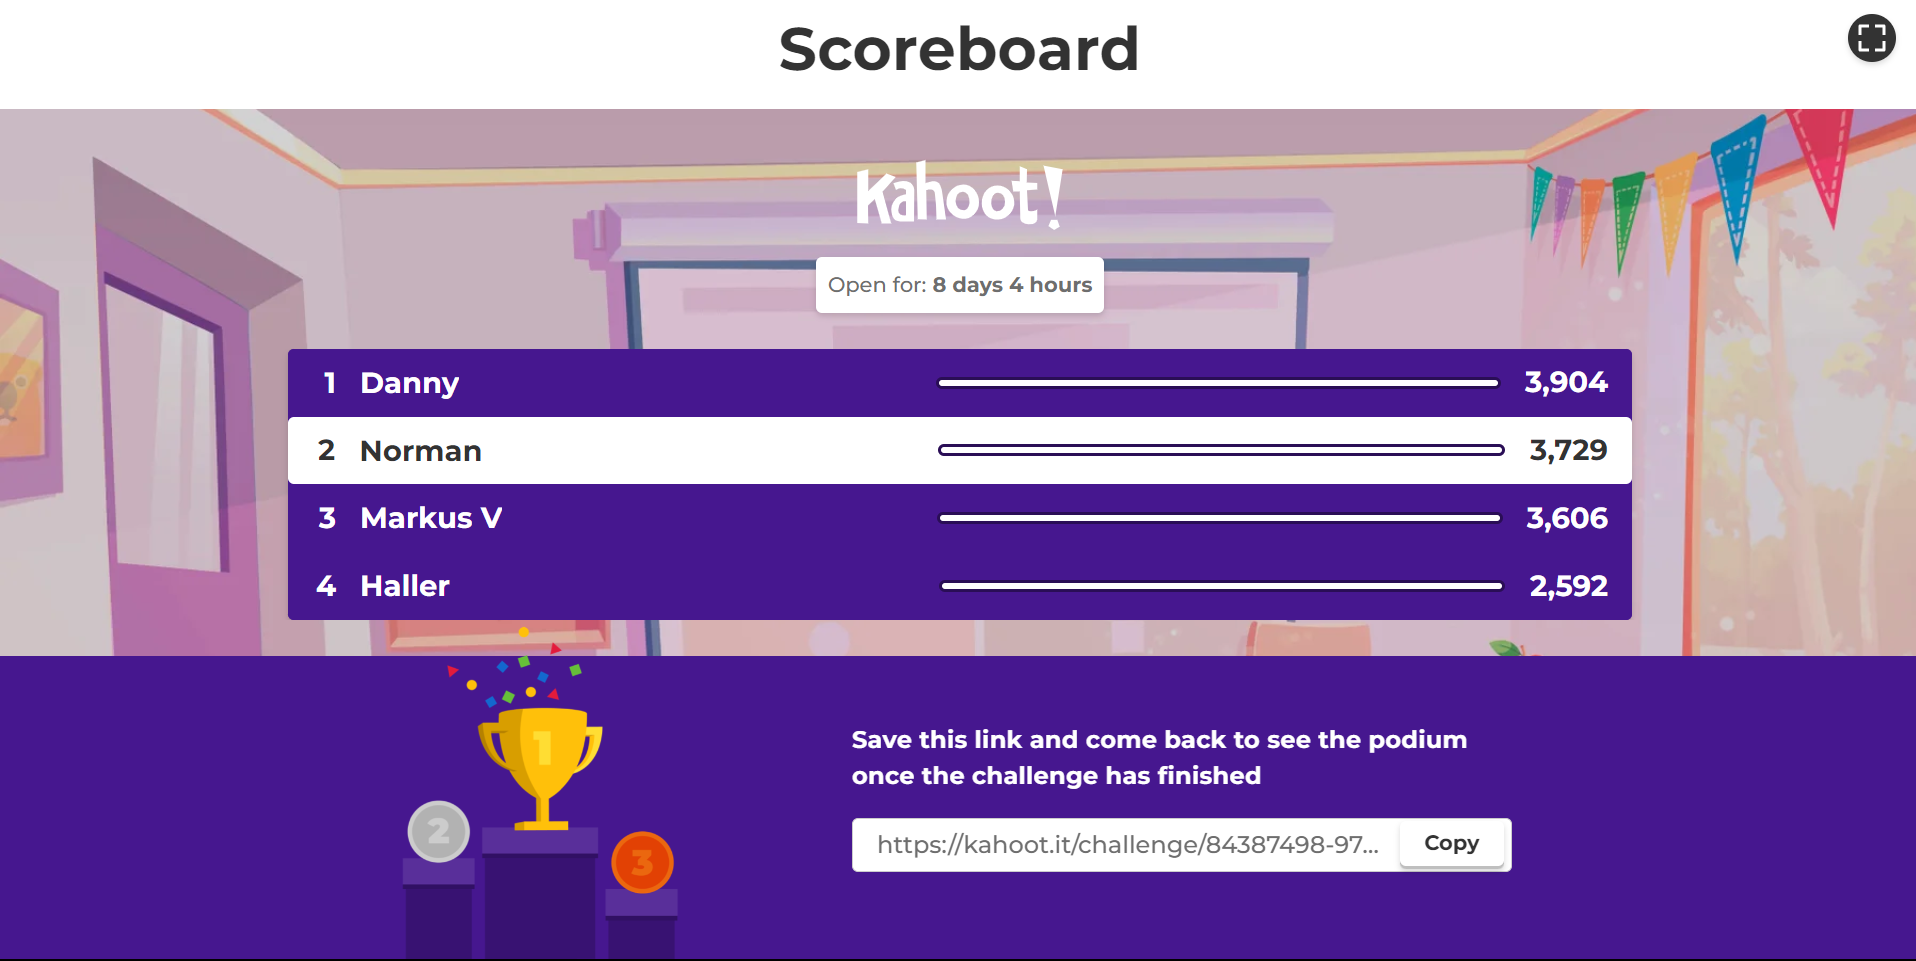 Scoreboard
Kahoot!
Open for: 8 days 4 hours
1 Danny 3,904
2 Norman 3,729
3 Markus V 3,606
4 Haller 2,592
1
2
3
Save this link and come back to see the podium
once the challenge has finished
https://kahoot.it/challenge/84387498-97... Copy